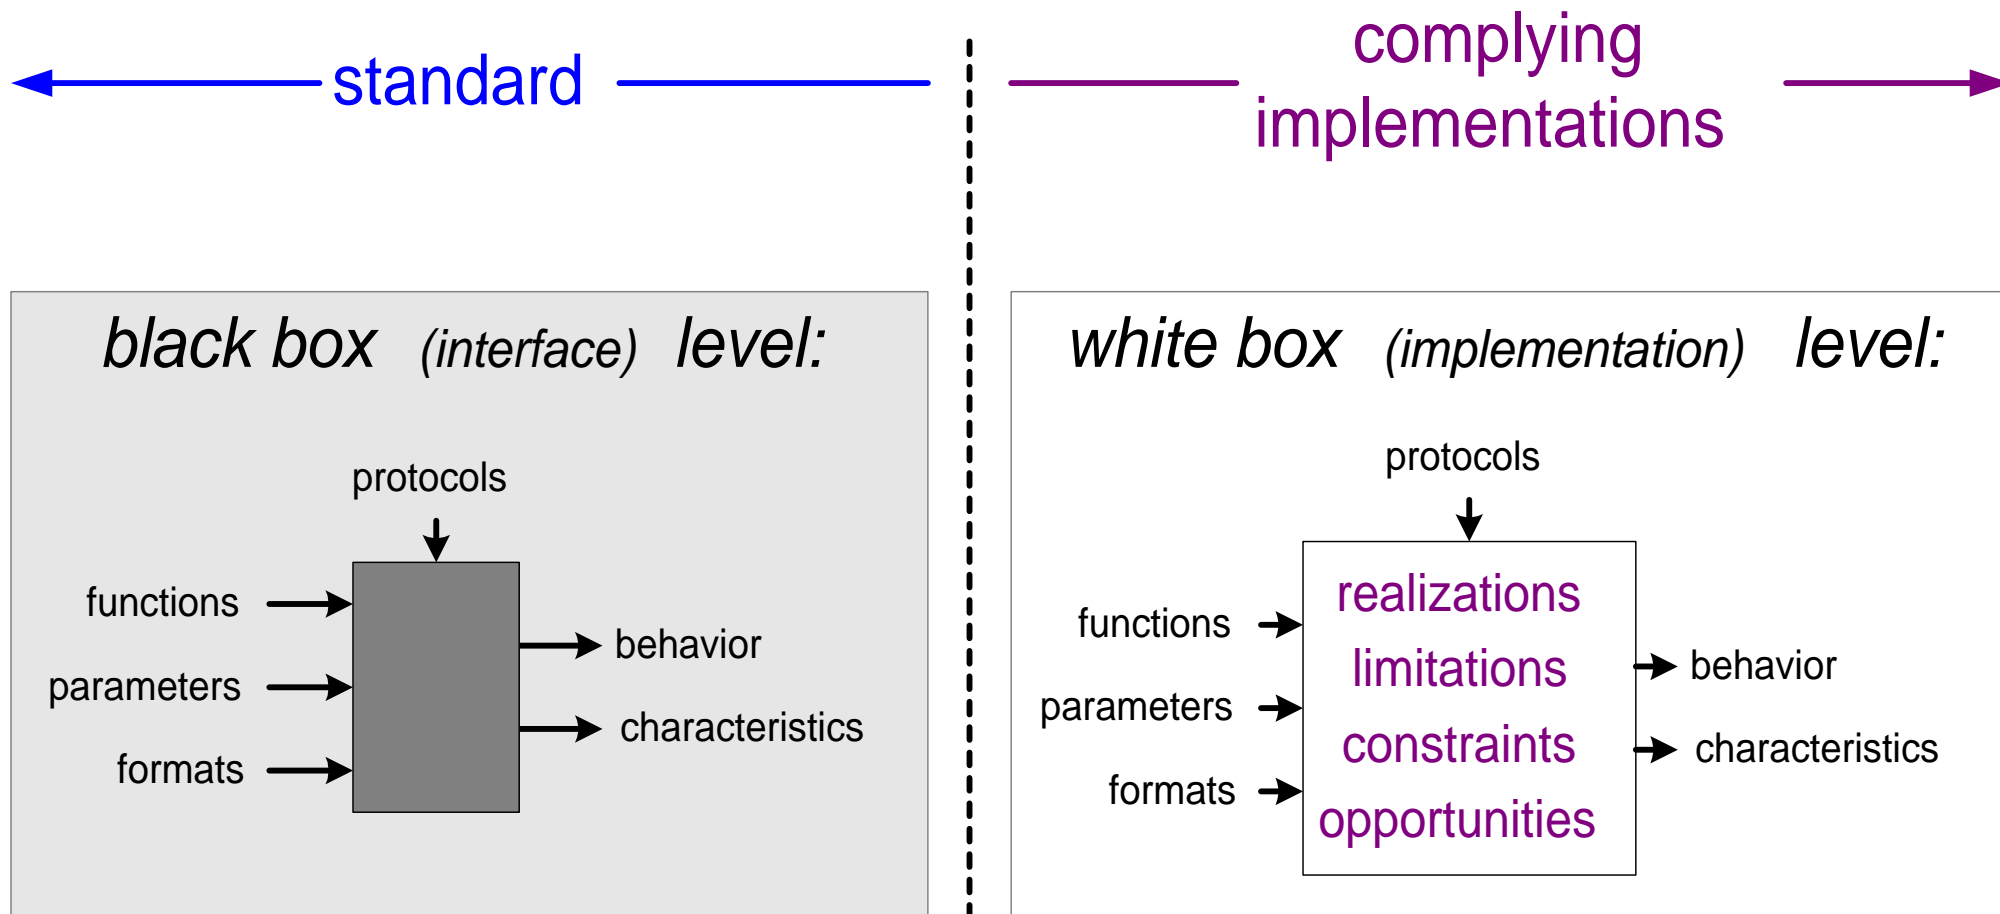 standard
complying
implementations
black box (interface) level:
protocols
functions
parameters
formats
behavior
characteristics
white box (implementation) level:
protocols
functions
parameters
formats
realizations
limitations
constraints
opportunities
behavior
characteristics